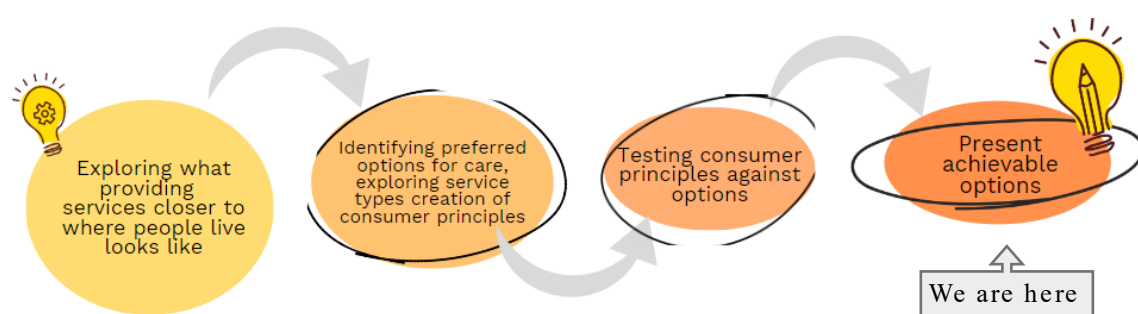 Exploring what
providing
services closer to
where people live
looks like
Identifying preferred
options for care,
exploring service
types creation of
consumer principles
Testing consumer
principles against
options
Present
achievable
options
We are here